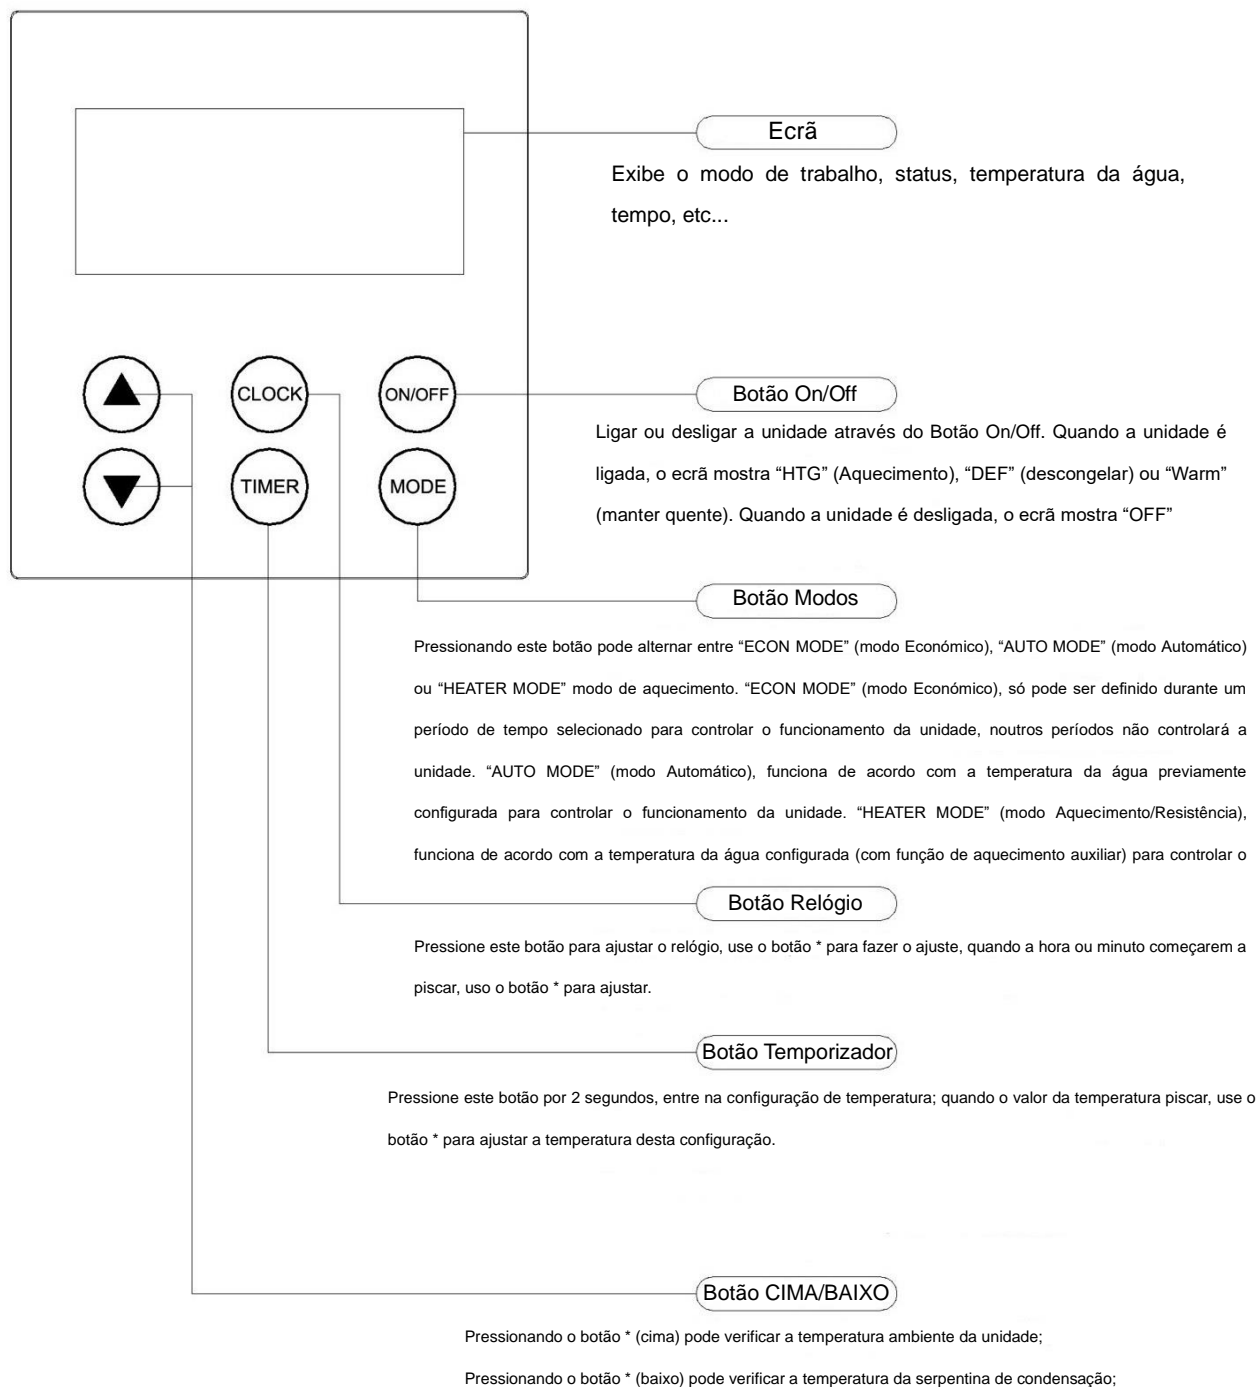 Ecrã
Exibe o modo de trabalho, status, temperatura da água,
tempo, etc...
CLOCK
ON/OFF
TIMER
MODE
Botão On/Off
Ligar ou desligar a unidade através do Botão On/Off. Quando a unidade é
ligada, o ecrã mostra “HTG” (Aquecimento), “DEF” (descongelar) ou “Warm”
(manter quente). Quando a unidade é desligada, o ecrã mostra “OFF”
Botão Modos
Pressionando este botão pode alternar entre “ECON MODE” (modo Económico), “AUTO MODE” (modo Automático)
ou “HEATER MODE” modo de aquecimento. “ECON MODE” (modo Económico), só pode ser definido durante um
período de tempo selecionado para controlar o funcionamento da unidade, noutros períodos não controlará a
unidade. “AUTO MODE” (modo Automático), funciona de acordo com a temperatura da água previamente
configurada para controlar o funcionamento da unidade. “HEATER MODE” (modo Aquecimento/Resistência),
funciona de acordo com a temperatura da água configurada (com função de aquecimento auxiliar) para controlar o
Botão Relógio
Pressione este botão para ajustar o relógio, use o botão * para fazer o ajuste, quando a hora ou minuto começarem a
piscar, uso o botão * para ajustar.
Botão Temporizador
Pressione este botão por 2 segundos, entre na configuração de temperatura; quando o valor da temperatura piscar, use o
botão * para ajustar a temperatura desta configuração.
Botão CIMA/BAIXO
Pressionando o botão * (cima) pode verificar a temperatura ambiente da unidade;
Pressionando o botão * (baixo) pode verificar a temperatura da serpentina de condensação;